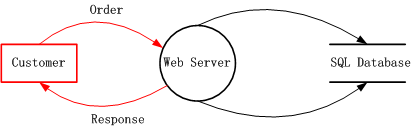 Order
Customer
Web Server
SQL Database
Response